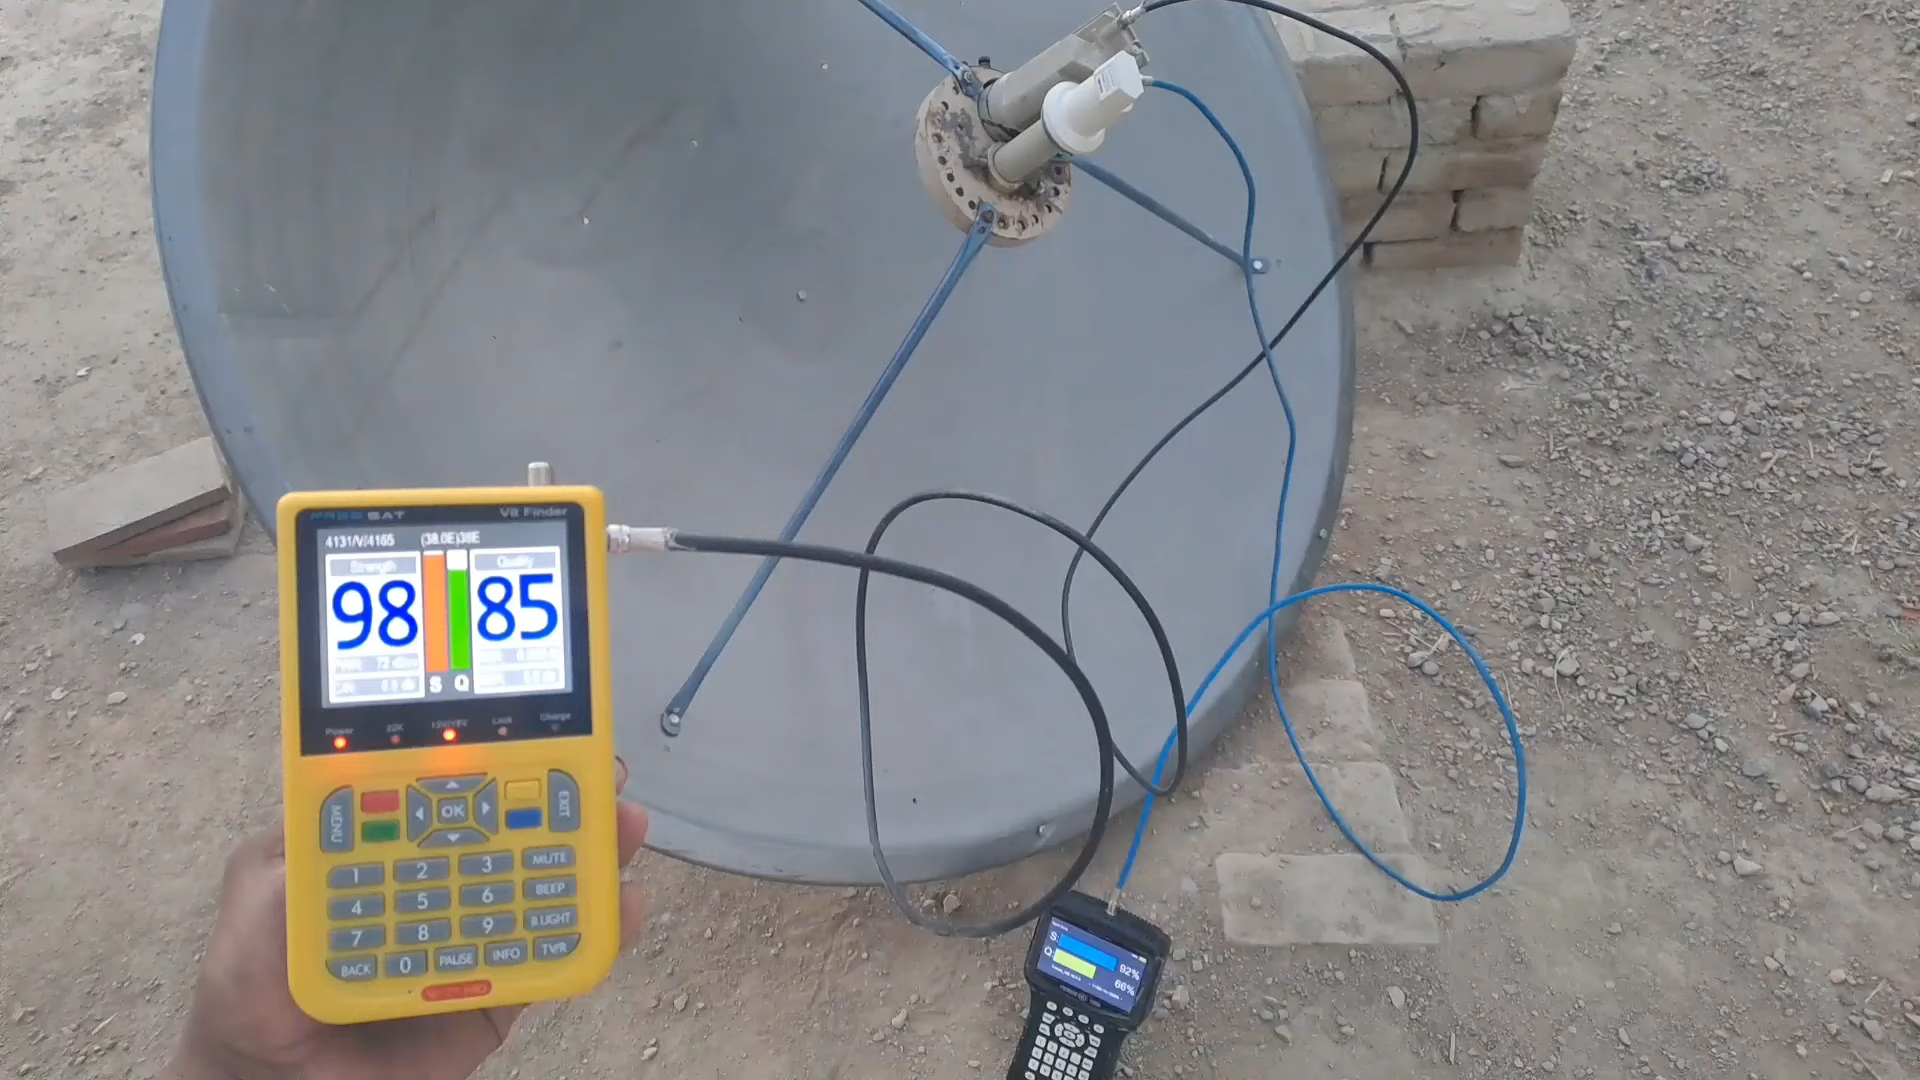 FREE SAT V8 Finder
4131/V/4165 (38.0E)38E
Strength Quality
98 85
S Q
Power 22K 13V/18V Lock Charge
MENU OK EXIT
1 2 3 MUTE
4 5 6 BEEP
7 8 9 B.LIGHT
BACK 0 PAUSE INFO TV/R
S:
92%
Q:
66%